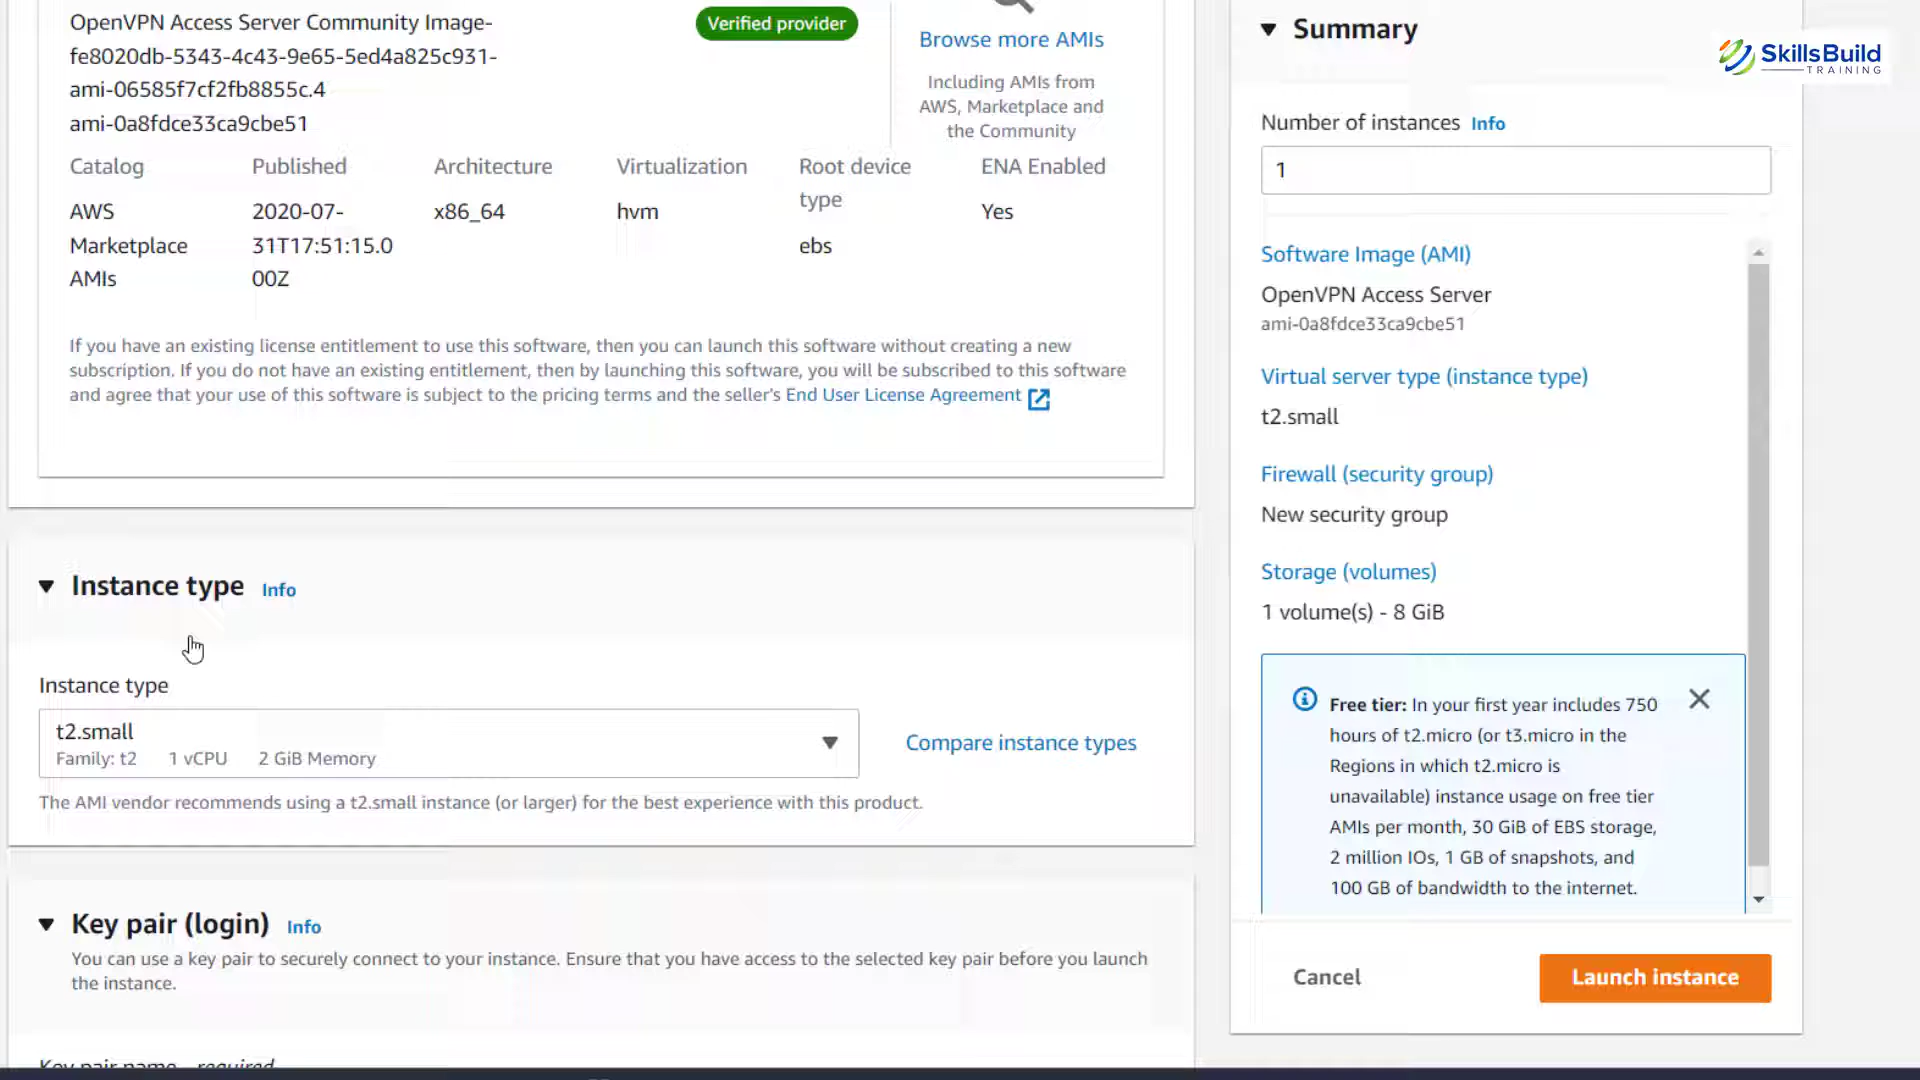 OpenVPN Access Server Community Image-
fe8020db-5343-4c43-9e65-5ed4a825c931-
ami-06585f7cf2fb8855c.4
ami-0a8fdce33ca9cbe51
Verified provider
Browse more AMIs
Including AMIs from
AWS, Marketplace and
the Community
Catalog
AWS
Marketplace
AMIs
Published
2020-07-
31T17:51:15.0
00Z
Architecture
x86_64
Virtualization
hvm
Root device
type
ebs
ENA Enabled
Yes
If you have an existing license entitlement to use this software, then you can launch this software without creating a new
subscription. If you do not have an existing entitlement, then by launching this software, you will be subscribed to this software
and agree that your use of this software is subject to the pricing terms and the seller's End User License Agreement
Instance type Info
Instance type
t2.small
Family: t2 1 vCPU 2 GiB Memory
Compare instance types
The AMI vendor recommends using a t2.small instance (or larger) for the best experience with this product.
Key pair (login) Info
You can use a key pair to securely connect to your instance. Ensure that you have access to the selected key pair before you launch
the instance.
Key pair name - required
Summary
SkillsBuild
TRAINING
Number of instances Info
1
Software Image (AMI)
OpenVPN Access Server
ami-0a8fdce33ca9cbe51
Virtual server type (instance type)
t2.small
Firewall (security group)
New security group
Storage (volumes)
1 volume(s) - 8 GiB
Free tier: In your first year includes 750
hours of t2.micro (or t3.micro in the
Regions in which t2.micro is
unavailable) instance usage on free tier
AMIs per month, 30 GiB of EBS storage,
2 million IOs, 1 GB of snapshots, and
100 GB of bandwidth to the internet.
Cancel
Launch instance